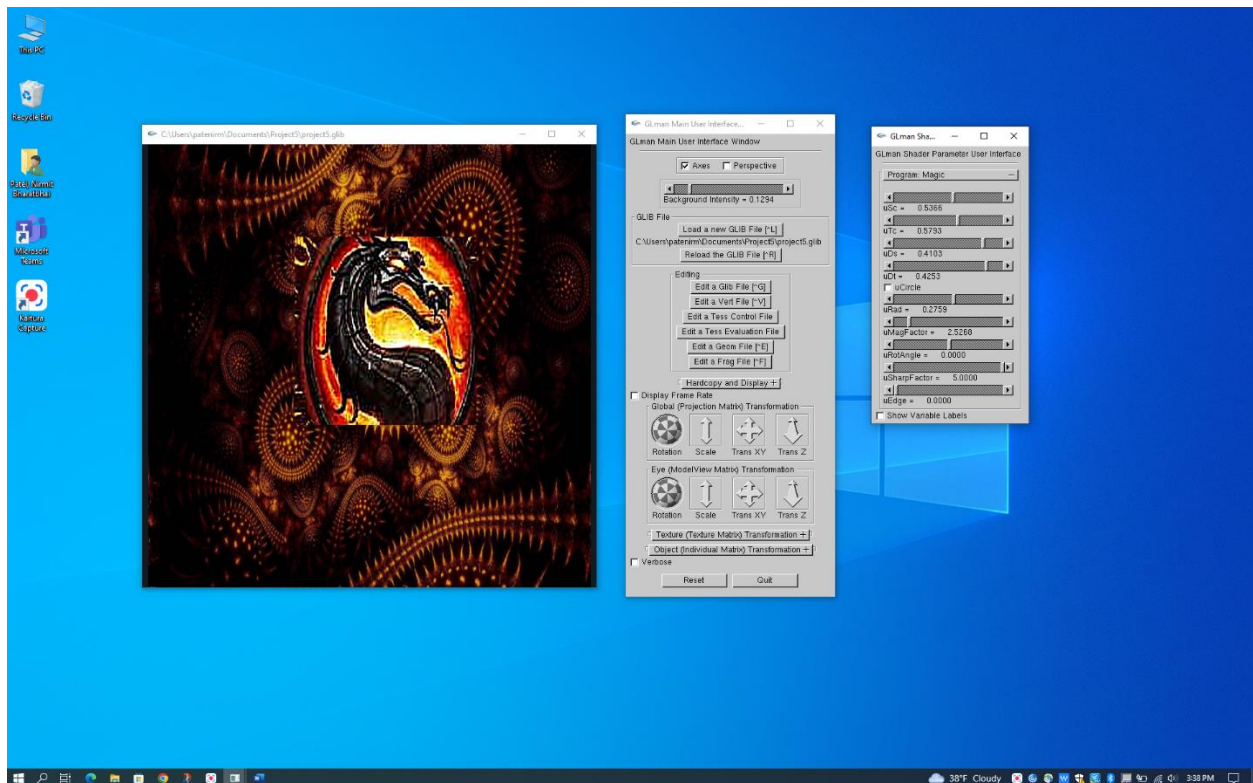 This PC
Recycle Bin
Patel, Nirmit
Bharatbhai
Microsoft
Teams
Kaltura
Capture
C:\Users\patenirm\Documents\Project5\project5.glib
GLman Main User Interface...
GLman Main User Interface Window
Axes Perspective
Background Intensity = 0.1294
GLIB File
Load a new GLIB File [^L]
C:\Users\patenirm\Documents\Project5\project5.glib
Reload the GLIB File [^R]
Editing
Edit a Glib File [^G]
Edit a Vert File [^V]
Edit a Tess Control File
Edit a Tess Evaluation File
Edit a Geom File [^E]
Edit a Frag File [^F]
Hardcopy and Display +
Display Frame Rate
Global (Projection Matrix) Transformation
Rotation Scale Trans XY Trans Z
Eye (ModelView Matrix) Transformation
Rotation Scale Trans XY Trans Z
Texture (Texture Matrix) Transformation +
Object (Individual Matrix) Transformation +
Verbose
Reset Quit
GLman Sha...
GLman Shader Parameter User Interface
Program: Magic
uSc = 0.5366
uTc = 0.5793
uDs = 0.4103
uDt = 0.4253
uCircle
uRad = 0.2759
uMagFactor = 2.5268
uRotAngle = 0.0000
uSharpFactor = 5.0000
uEdge = 0.0000
Show Variable Labels
38°F Cloudy 3:38 PM